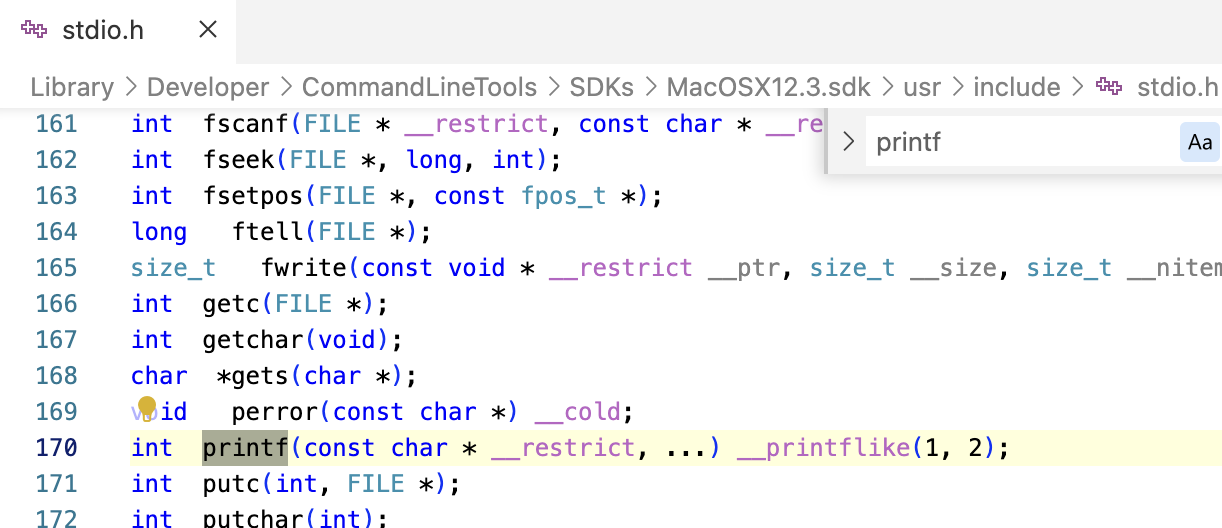 stdio.h
Library > Developer > CommandLineTools > SDKs > MacOSX12.3.sdk > usr > include > stdio.h
printf
Aa
161 int fscanf(FILE * __restrict, const char * __re
162 int fseek(FILE *, long, int);
163 int fsetpos(FILE *, const fpos_t *);
164 long ftell(FILE *);
165 size_t fwrite(const void * __restrict __ptr, size_t __size, size_t __nitem
166 int getc(FILE *);
167 int getchar(void);
168 char *gets(char *);
169 void perror(const char *) __cold;
170 int printf(const char * __restrict, ...) __printflike(1, 2);
171 int putc(int, FILE *);
172 int putchar(int);